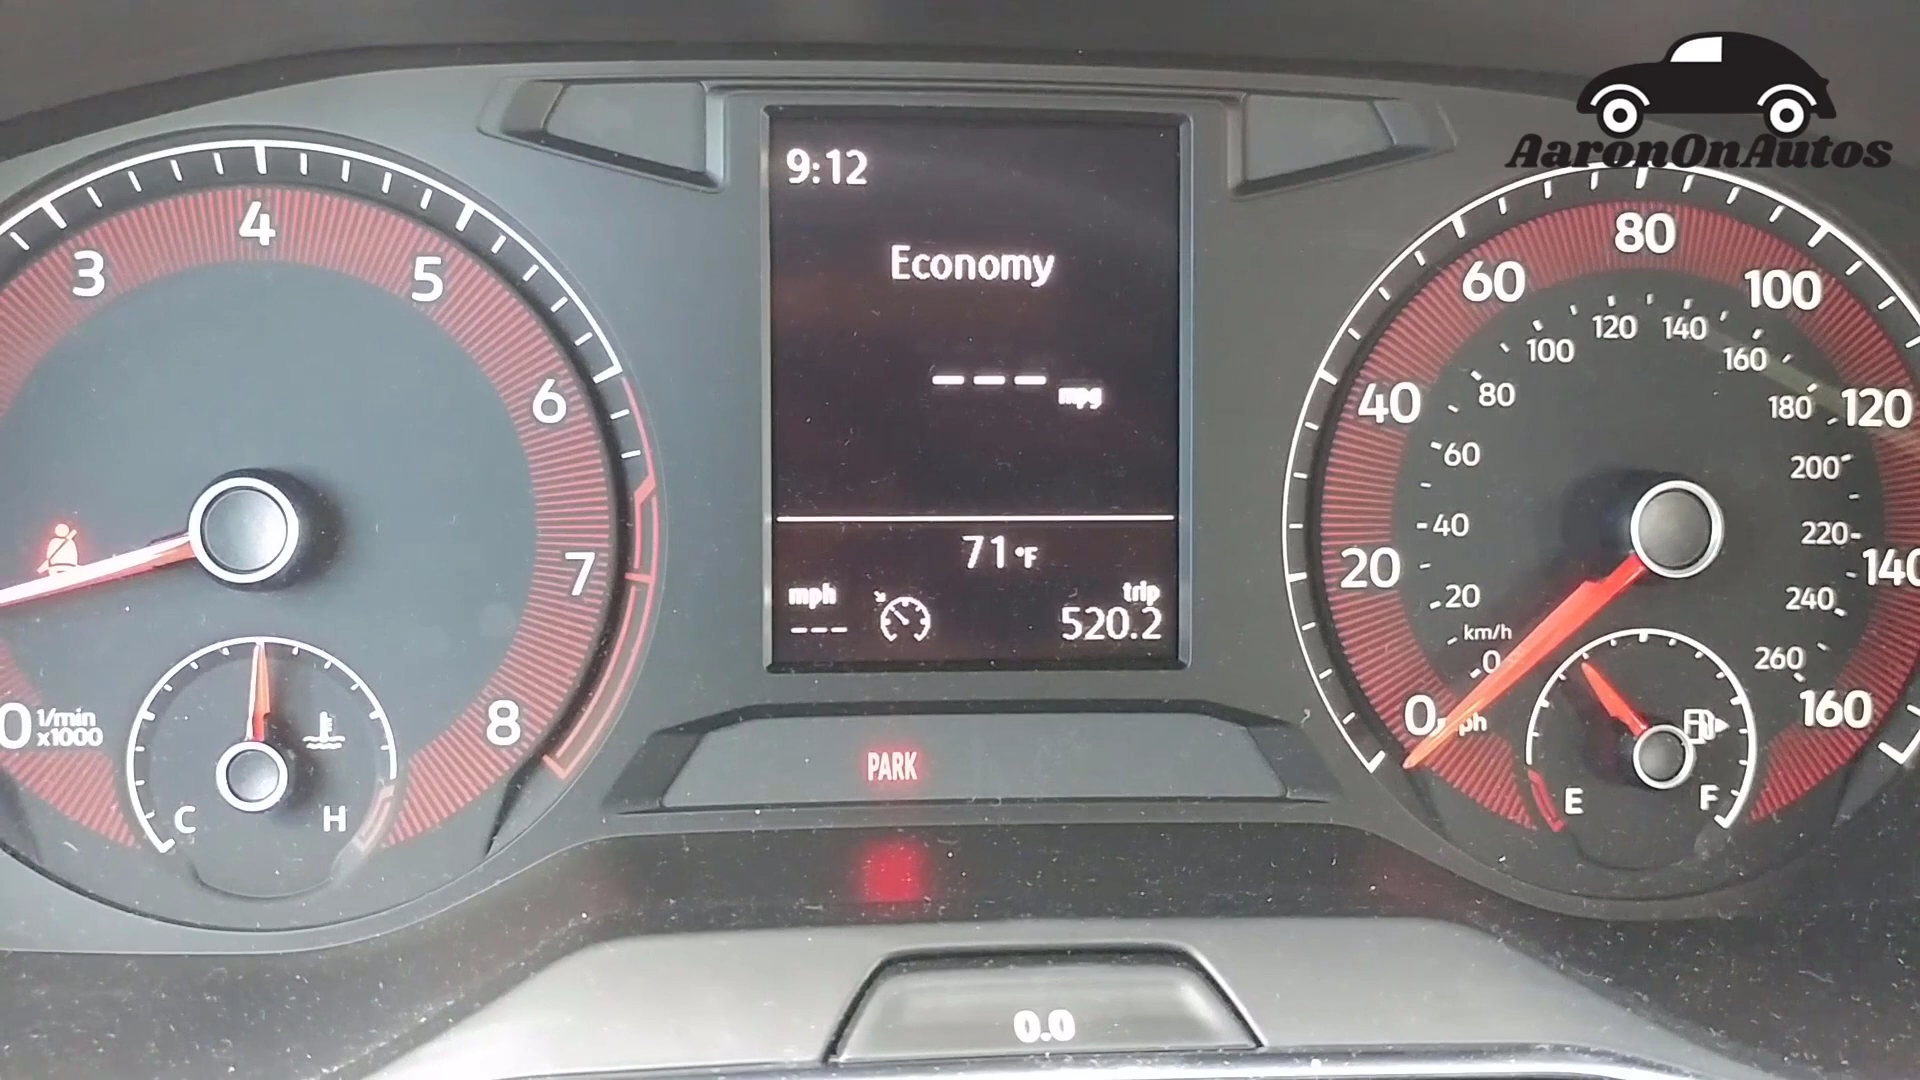 AaronOnAutos
9:12
Economy
--- mpg
71°F
mph
trip
--- 520.2
3
4
5
6
7
8
0 1/min
x1000
C H
PARK
0
20
40
60
80
100
120
140
160
km/h
0
20
40
60
80
100
120
140
160
180
200
220
240
260
E F
0.0